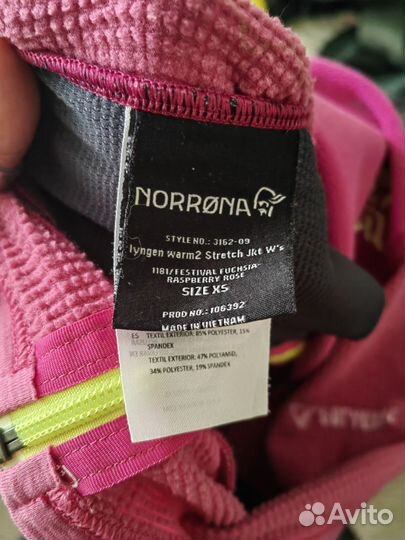 NORRØNA
STYLE NO.: 3162-09
lyngen warm2 Stretch Jkt W's
1181/FESTIVAL FUCHSIA/
RASPBERRY ROSE
SIZE XS
PROD NO.: 106392
MADE IN VIETNAM
ES TEXTIL EXTERIOR: 85% POLYESTER, 15%
SPANDEX
TEXTIL EXTERIOR: 47% POLYAMID,
34% POLYESTER, 19% SPANDEX
Avito